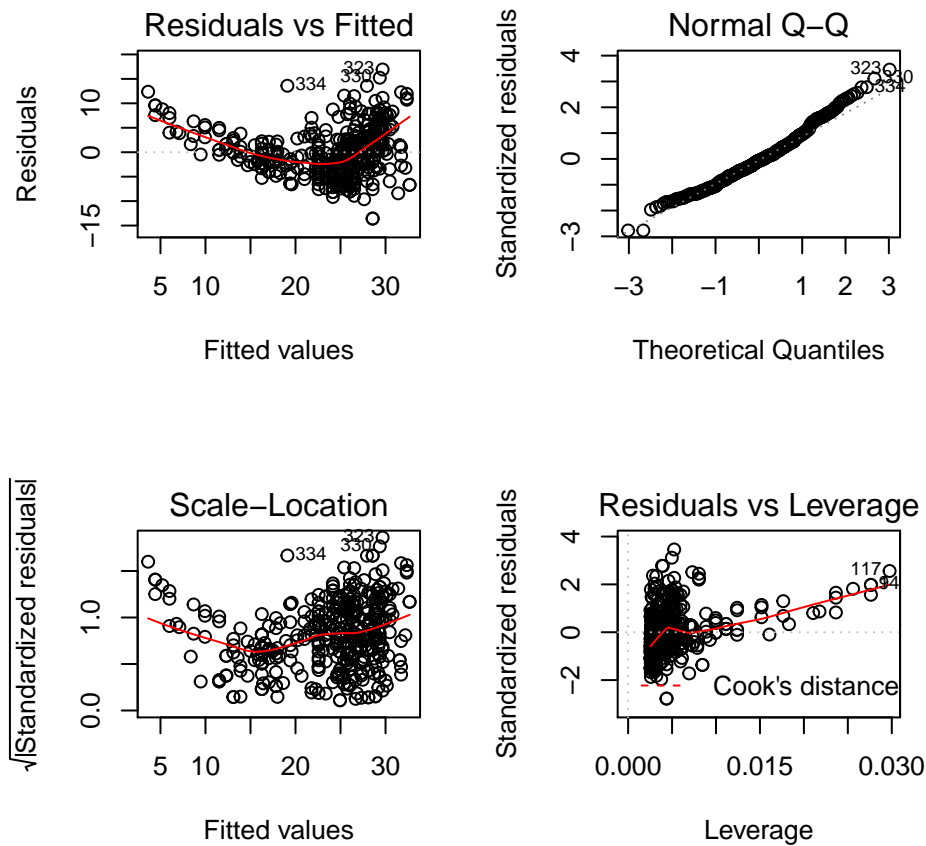 Residuals vs Fitted
Residuals
10
0
−15
323
330
334
5 10 20 30
Fitted values
Normal Q−Q
Standardized residuals
4
2
0
−3
323
330
334
−3 −1 1 2 3
Theoretical Quantiles
Scale−Location
√|Standardized residuals|
1.0
0.0
323
330
334
5 10 20 30
Fitted values
Residuals vs Leverage
Standardized residuals
4
2
0
−2
117
94
Cook's distance
0.000 0.015 0.030
Leverage